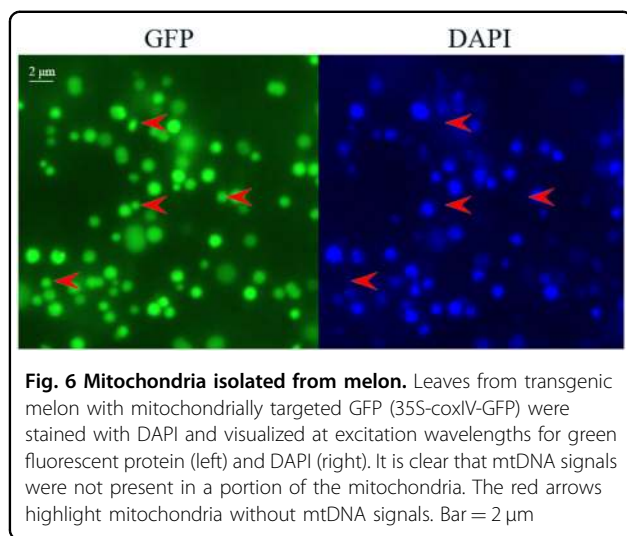 GFP DAPI
2 µm
Fig. 6 Mitochondria isolated from melon. Leaves from transgenic
melon with mitochondrially targeted GFP (35S-coxIV-GFP) were
stained with DAPI and visualized at excitation wavelengths for green
fluorescent protein (left) and DAPI (right). It is clear that mtDNA signals
were not present in a portion of the mitochondria. The red arrows
highlight mitochondria without mtDNA signals. Bar = 2 µm